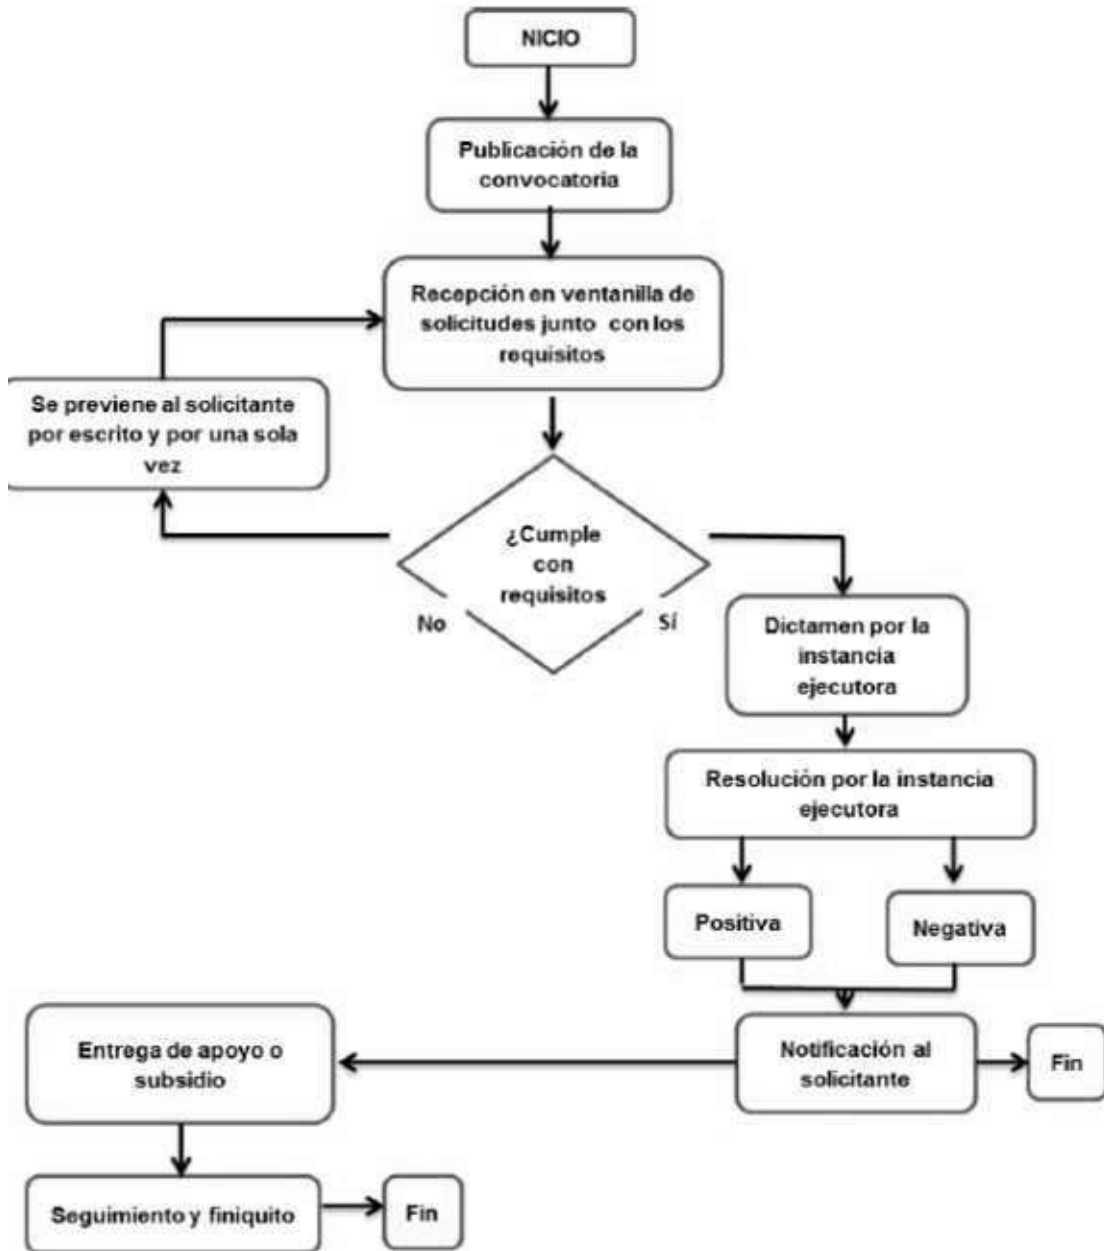 NICIO
Publicación de la
convocatoria
Recepción en ventanilla de
solicitudes junto con los
requisitos
Se previene al solicitante
por escrito y por una sola
vez
¿Cumple
con
requisitos
No
Sí
Dictamen por la
instancia
ejecutora
Resolución por la instancia
ejecutora
Positiva
Negativa
Notificación al
solicitante
Fin
Entrega de apoyo o
subsidio
Seguimiento y finiquito
Fin